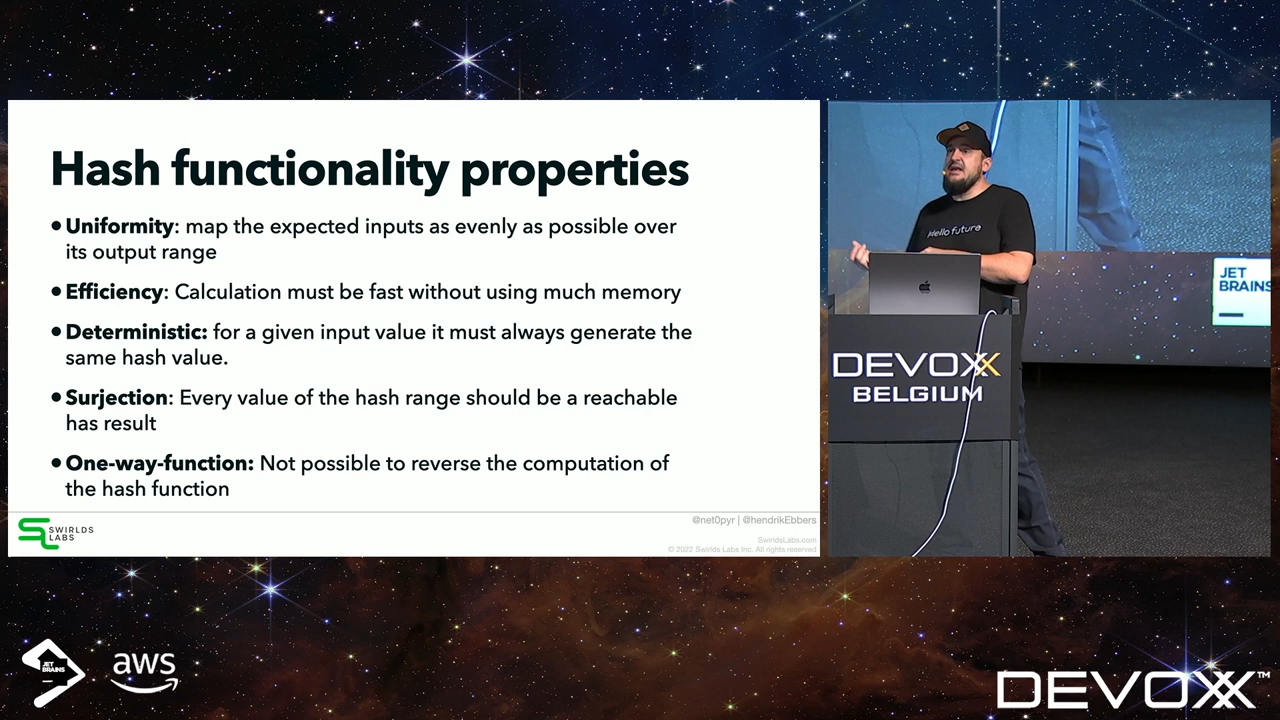 Hash functionality properties
• Uniformity: map the expected inputs as evenly as possible over
its output range
• Efficiency: Calculation must be fast without using much memory
• Deterministic: for a given input value it must always generate the
same hash value.
• Surjection: Every value of the hash range should be a reachable
has result
• One-way-function: Not possible to reverse the computation of
the hash function
SWIRLDS
LABS
@net0pyr | @hendrikEbbers
SwirldsLabs.com
© 2022 Swirlds Labs Inc. All rights reserved
Hello future
JET
BRAINS
DEVOXX
BELGIUM
JET
BRAINS
aws
DEVOXX™